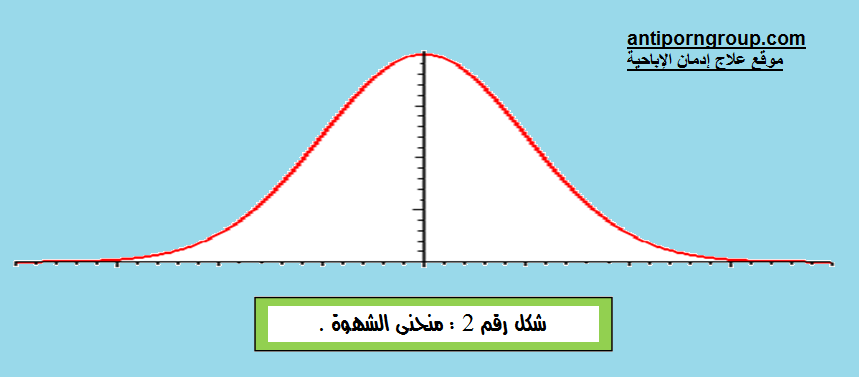 antiporngroup.com
موقع علاج إدمان الإباحية
شكل رقم 2 : منحنى الشهوة .